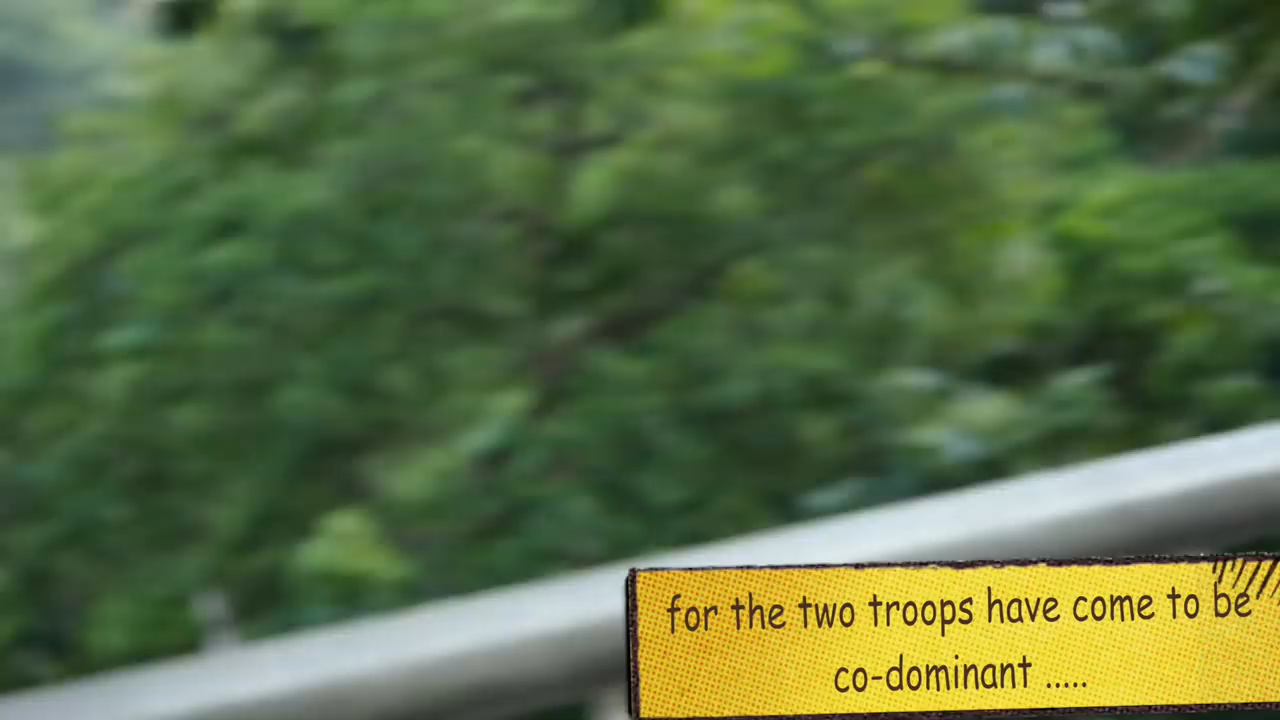 for the two troops have come to be
co-dominant .....